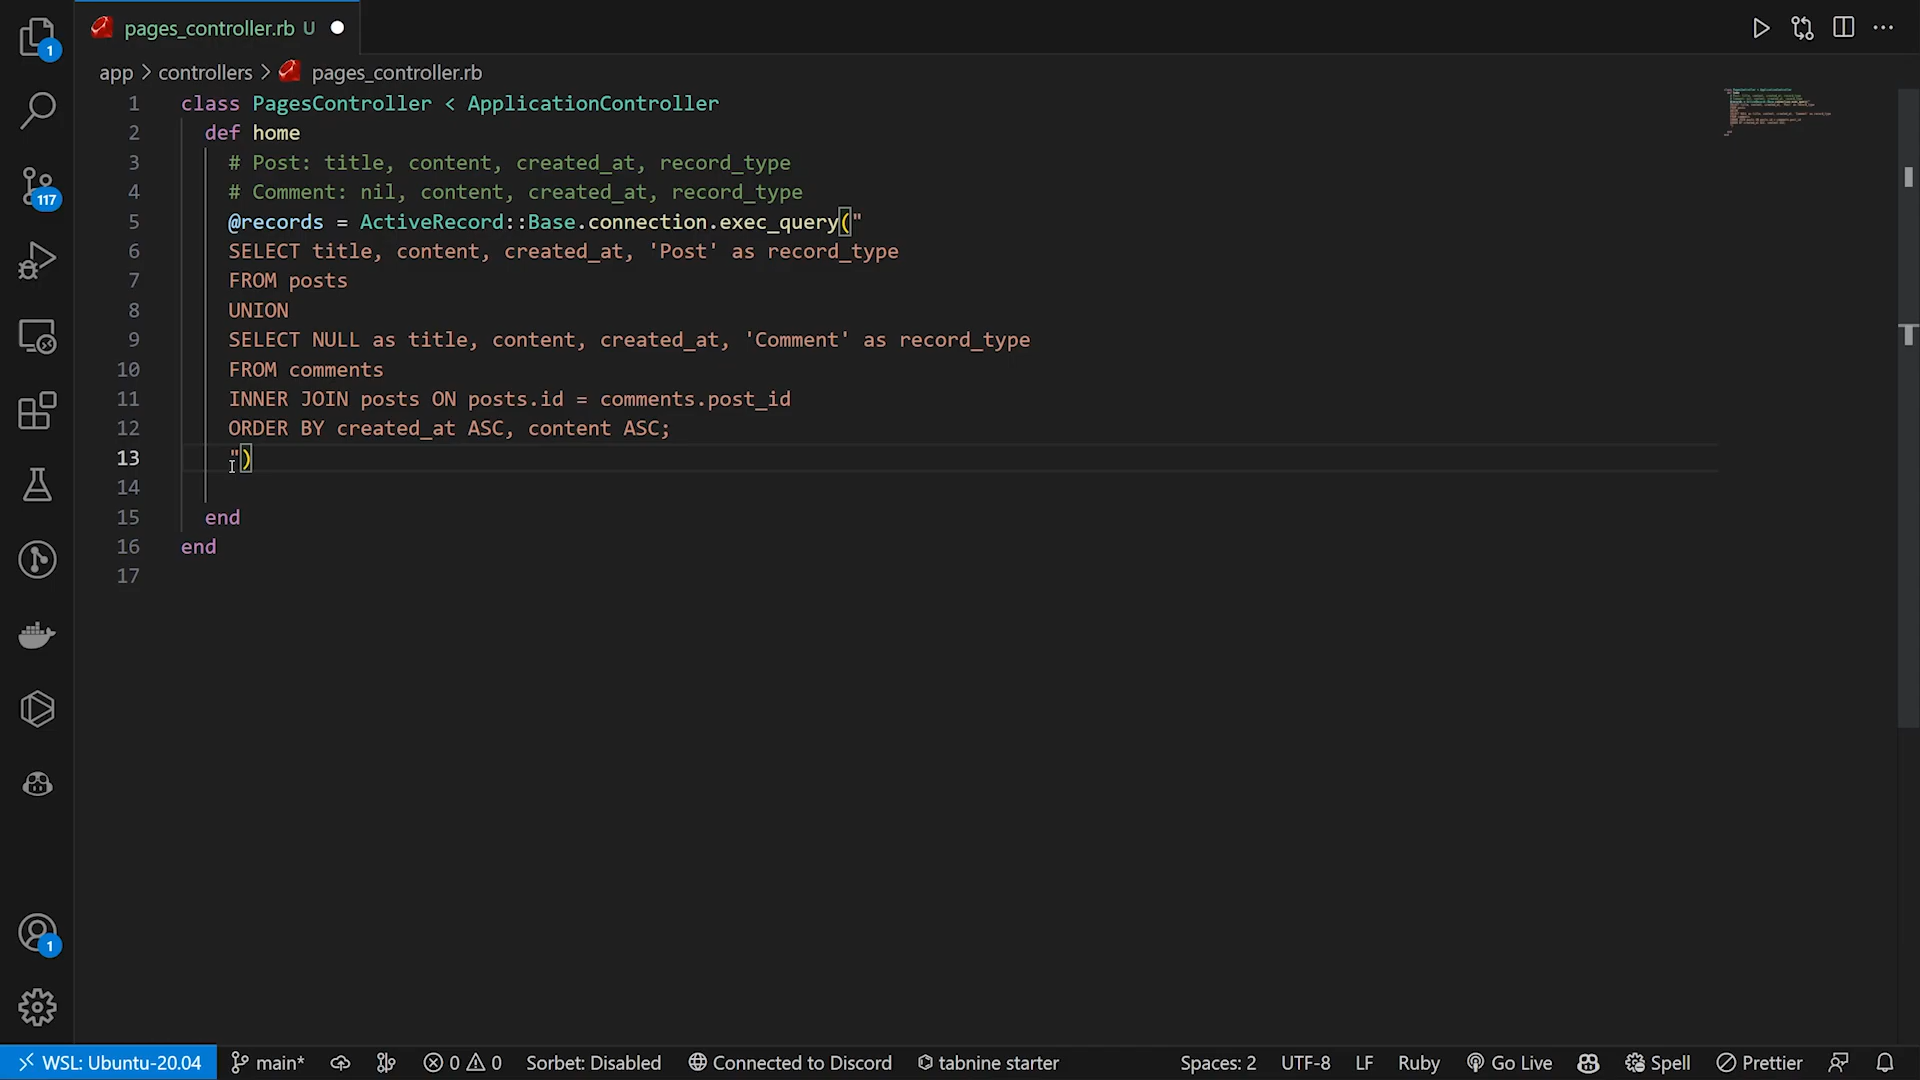 pages_controller.rb U
app > controllers > pages_controller.rb
1 class PagesController < ApplicationController
2 def home
3 # Post: title, content, created_at, record_type
4 # Comment: nil, content, created_at, record_type
5 @records = ActiveRecord::Base.connection.exec_query("
6 SELECT title, content, created_at, 'Post' as record_type
7 FROM posts
8 UNION
9 SELECT NULL as title, content, created_at, 'Comment' as record_type
10 FROM comments
11 INNER JOIN posts ON posts.id = comments.post_id
12 ORDER BY created_at ASC, content ASC;
13 ")
14
15 end
16 end
17
1
117
1
WSL: Ubuntu-20.04 main* 0 0 Sorbet: Disabled Connected to Discord tabnine starter Spaces: 2 UTF-8 LF Ruby Go Live Spell Prettier